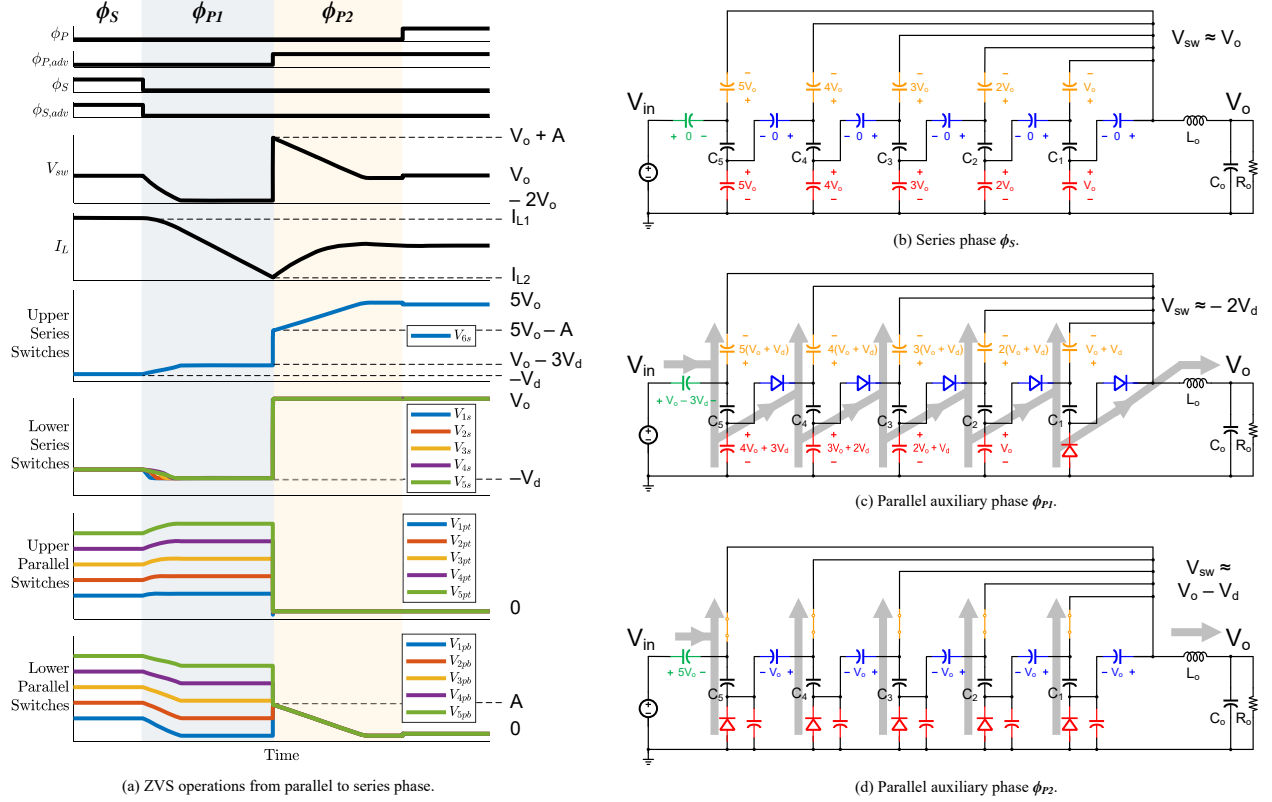 ϕS ϕP1 ϕP2
ϕP
ϕP,adv
ϕS
ϕS,adv
Vsw
Vo + A
Vo
− 2Vo
IL
IL1
IL2
Upper
Series
Switches
V6s
5Vo
5Vo − A
Vo − 3Vd
−Vd
Lower
Series
Switches
V1s
V2s
V3s
V4s
V5s
Vo
−Vd
Upper
Parallel
Switches
V1pt
V2pt
V3pt
V4pt
V5pt
0
Lower
Parallel
Switches
V1pb
V2pb
V3pb
V4pb
V5pb
A
0
Time
(a) ZVS operations from parallel to series phase.
Vsw ≈ Vo
− − − − −
5Vo 4Vo 3Vo 2Vo Vo
+ + + + +
Vin Vo
+ 0 − − 0 + − 0 + − 0 + − 0 + − 0 +
Lo
C5 C4 C3 C2 C1
Co Ro
+ + + + +
5Vo 4Vo 3Vo 2Vo Vo
− − − − −
(b) Series phase ϕS.
Vsw ≈ − 2Vd
− − − − −
5(Vo + Vd) 4(Vo + Vd) 3(Vo + Vd) 2(Vo + Vd) Vo + Vd
+ + + + +
Vin Vo
+ Vo − 3Vd −
Lo
C5 C4 C3 C2 C1
Co Ro
+ + + +
4Vo + 3Vd 3Vo + 2Vd 2Vo + Vd Vo
− − − −
(c) Parallel auxiliary phase ϕP1.
Vsw ≈
Vo − Vd
Vin Vo
+ 5Vo − − Vo + − Vo + − Vo + − Vo + − Vo +
Lo
C5 C4 C3 C2 C1
Co Ro
(d) Parallel auxiliary phase ϕP2.